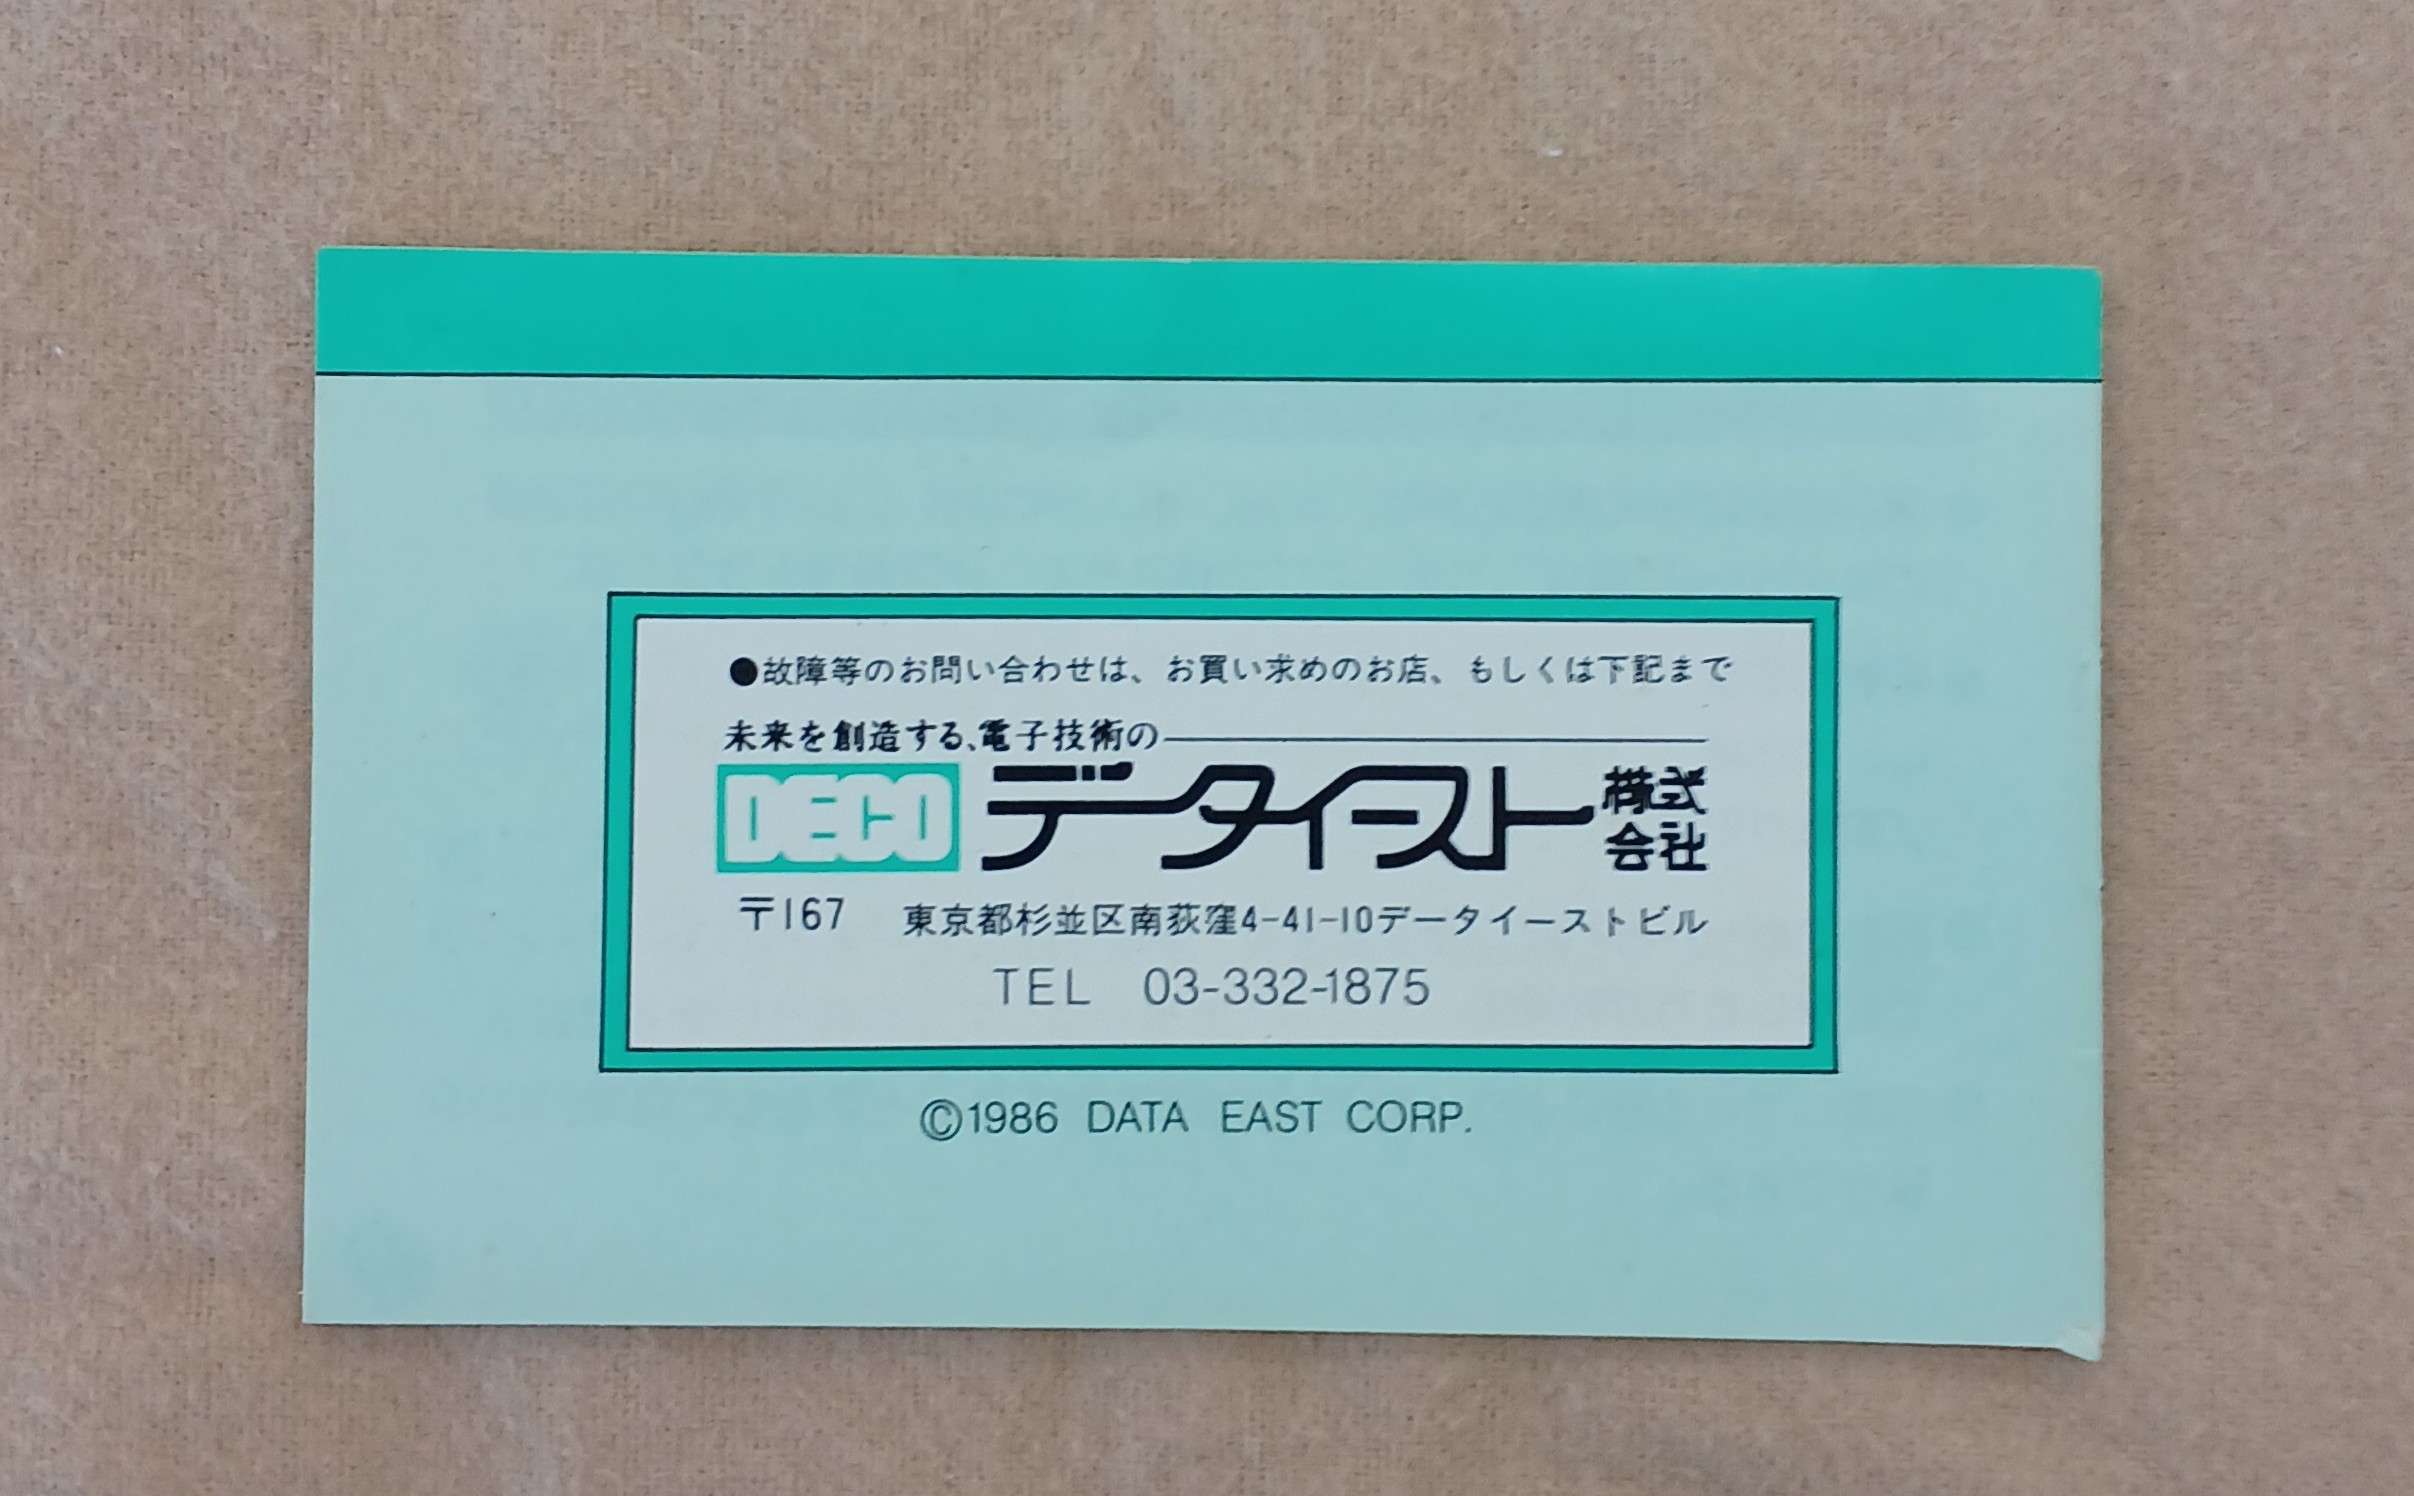 ●故障等のお問い合わせは、お買い求めのお店、もしくは下記まで
未来を創造する、電子技術の
DECO データイースト株式会社
〒167 東京都杉並区南荻窪4-41-10データイーストビル
TEL 03-332-1875
©1986 DATA EAST CORP.